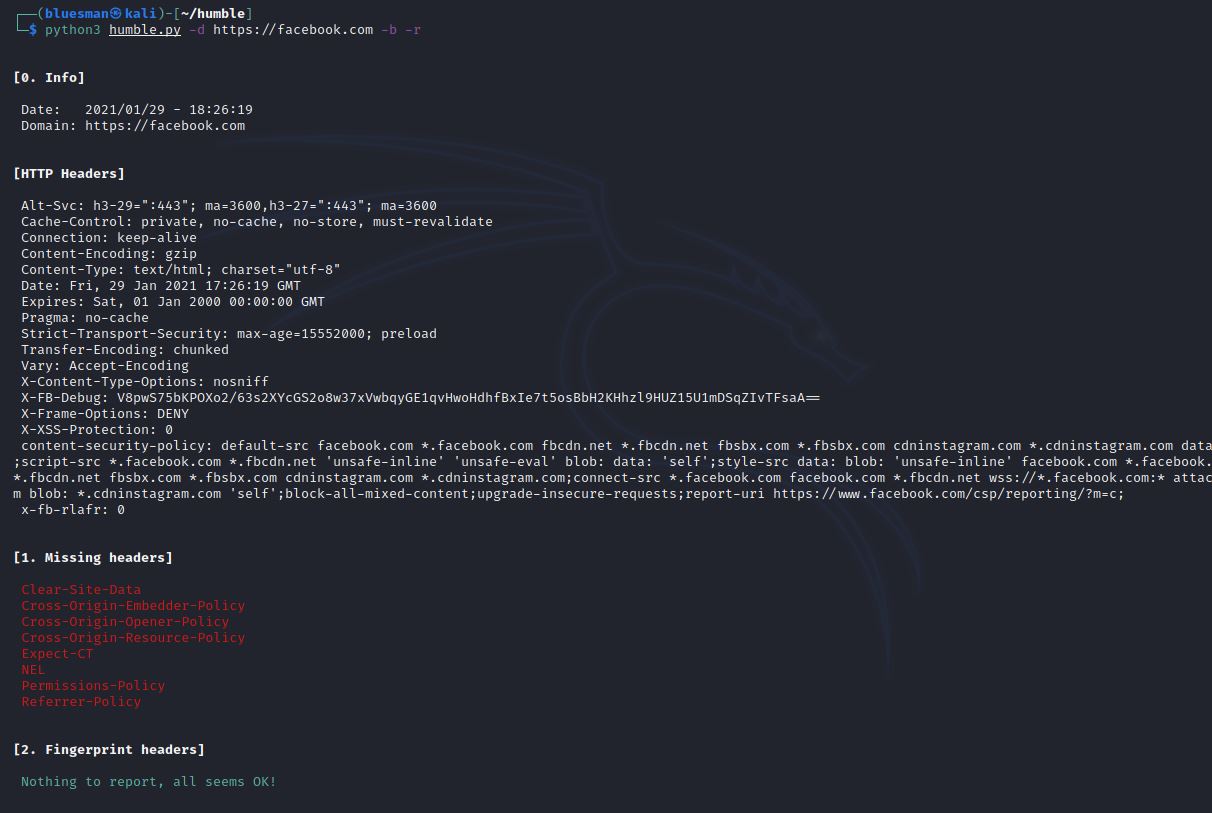 ┌──(bluesman㉿kali)-[~/humble]
└─$ python3 humble.py -d https://facebook.com -b -r
[0. Info]
Date:   2021/01/29 - 18:26:19
Domain: https://facebook.com
[HTTP Headers]
Alt-Svc: h3-29=":443"; ma=3600,h3-27=":443"; ma=3600
Cache-Control: private, no-cache, no-store, must-revalidate
Connection: keep-alive
Content-Encoding: gzip
Content-Type: text/html; charset="utf-8"
Date: Fri, 29 Jan 2021 17:26:19 GMT
Expires: Sat, 01 Jan 2000 00:00:00 GMT
Pragma: no-cache
Strict-Transport-Security: max-age=15552000; preload
Transfer-Encoding: chunked
Vary: Accept-Encoding
X-Content-Type-Options: nosniff
X-FB-Debug: V8pwS75bKPOXo2/63s2XYcGS2o8w37xVwbqyGE1qvHwoHdhfBxIe7t5osBbH2KHhzl9HUZ15U1mDSqZIvTFsaA==
X-Frame-Options: DENY
X-XSS-Protection: 0
content-security-policy: default-src facebook.com *.facebook.com fbcdn.net *.fbcdn.net fbsbx.com *.fbsbx.com cdninstagram.com *.cdninstagram.com data
;script-src *.facebook.com *.fbcdn.net 'unsafe-inline' 'unsafe-eval' blob: data: 'self';style-src data: blob: 'unsafe-inline' facebook.com *.facebook.
*.fbcdn.net fbsbx.com *.fbsbx.com cdninstagram.com *.cdninstagram.com;connect-src *.facebook.com facebook.com *.fbcdn.net wss://*.facebook.com:* attac
m blob: *.cdninstagram.com 'self';block-all-mixed-content;upgrade-insecure-requests;report-uri https://www.facebook.com/csp/reporting/?m=c;
x-fb-rlafr: 0
[1. Missing headers]
Clear-Site-Data
Cross-Origin-Embedder-Policy
Cross-Origin-Opener-Policy
Cross-Origin-Resource-Policy
Expect-CT
NEL
Permissions-Policy
Referrer-Policy
[2. Fingerprint headers]
Nothing to report, all seems OK!